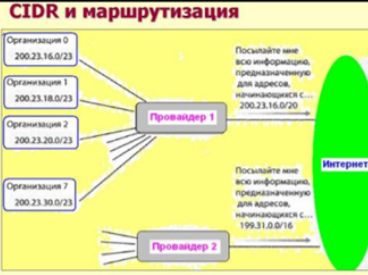 CIDR и маршрутизация
Организация 0
200.23.16.0/23
Организация 1
200.23.18.0/23
Организация 2
200.23.20.0/23
Организация 7
200.23.30.0/23
Провайдер 1
Посылайте мне
всю информацию,
предназначенную
для адресов,
начинающихся с...
200.23.16.0/20
Провайдер 2
Посылайте мне
всю информацию,
предназначенную
для адресов,
начинающихся с...
199.31.0.0/16
Интернет